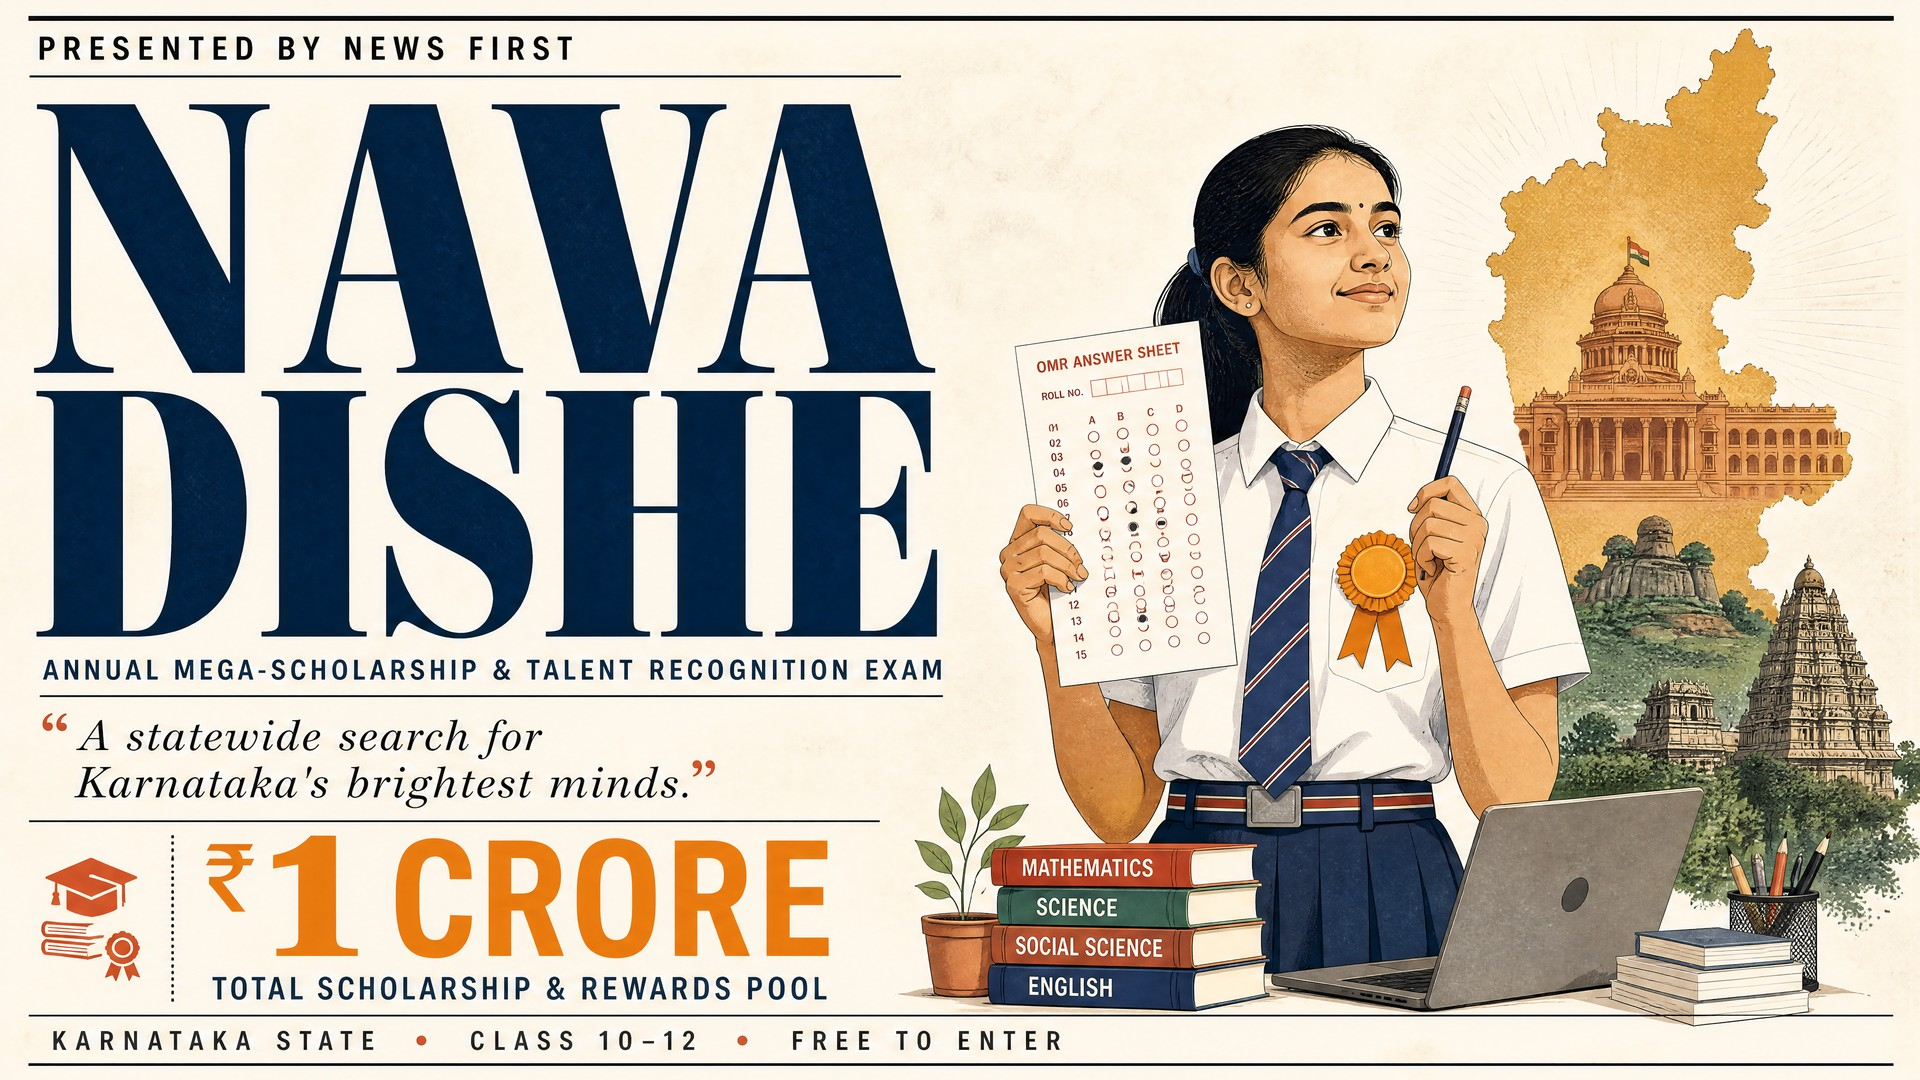 PRESENTED BY NEWS FIRST
NAVA
DISHE
ANNUAL MEGA-SCHOLARSHIP & TALENT RECOGNITION EXAM
“ A statewide search for
Karnataka's brightest minds.”
₹1 CRORE
TOTAL SCHOLARSHIP & REWARDS POOL
KARNATAKA STATE • CLASS 10–12 • FREE TO ENTER
OMR ANSWER SHEET
ROLL NO.
A B C D
01
02
03
04
05
06
12
13
14
15
MATHEMATICS
SCIENCE
SOCIAL SCIENCE
ENGLISH